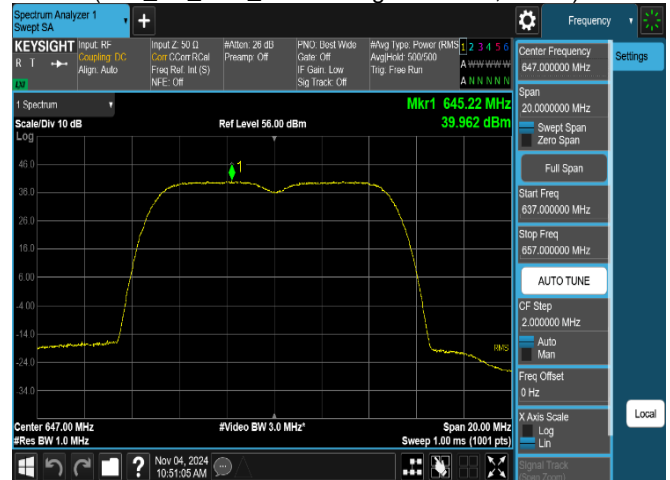 Spectrum Analyzer 1
Swept SA
Frequency
KEYSIGHT
R T
LXI
Input: RF
Coupling: DC
Align: Auto
Input Z: 50 Ω
Corr CCorr RCal
Freq Ref: Int (S)
NFE: Off
#Atten: 26 dB
Preamp: Off
PNO: Best Wide
Gate: Off
IF Gain: Low
Sig Track: Off
#Avg Type: Power (RMS
Avg|Hold: 500/500
Trig: Free Run
1 2 3 4 5 6
A W W W W W
A N N N N N
Settings
1 Spectrum
Mkr1 645.22 MHz
39.962 dBm
Scale/Div 10 dB
Ref Level 56.00 dBm
Log
1
46.0
36.0
26.0
16.0
6.00
-4.00
-14.0
-24.0
-34.0
RMS
Center 647.00 MHz
#Res BW 1.0 MHz
#Video BW 3.0 MHz*
Span 20.00 MHz
Sweep 1.00 ms (1001 pts)
Center Frequency
647.000000 MHz
Span
20.0000000 MHz
Swept Span
Zero Span
Full Span
Start Freq
637.000000 MHz
Stop Freq
657.000000 MHz
AUTO TUNE
CF Step
2.000000 MHz
Auto
Man
Freq Offset
0 Hz
X Axis Scale
Log
Lin
Signal Track
(Span Zoom)
Local
?
Nov 04, 2024
10:51:05 AM